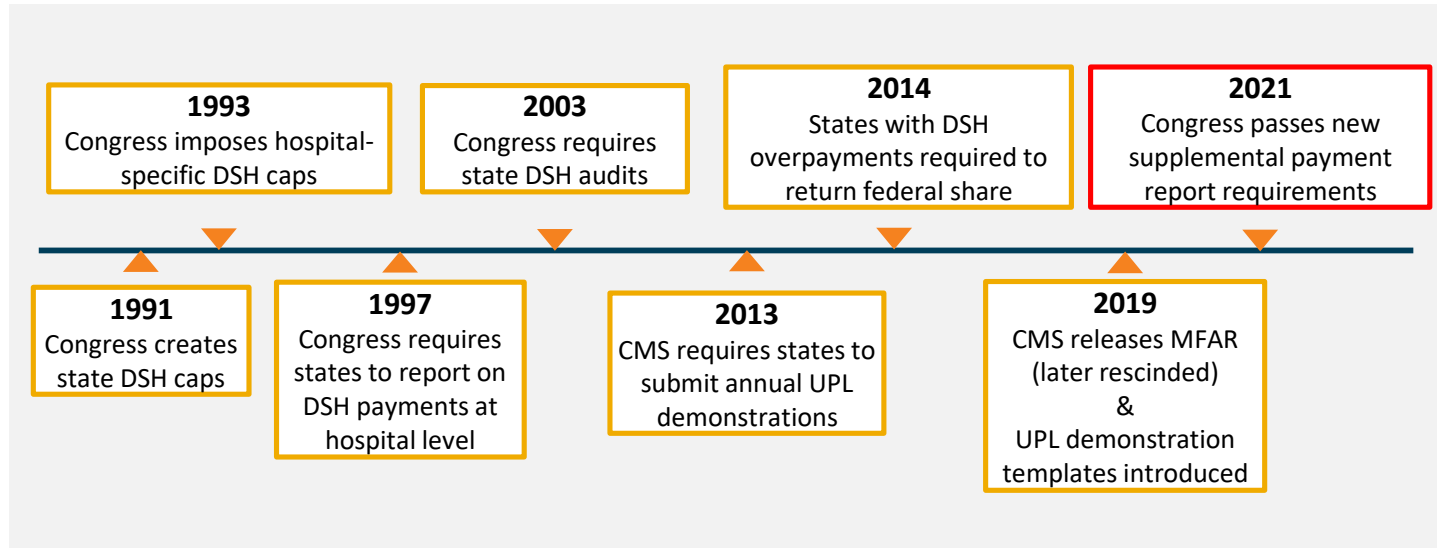 1993
Congress imposes hospital-
specific DSH caps
2003
Congress requires
state DSH audits
2014
States with DSH
overpayments required to
return federal share
2021
Congress passes new
supplemental payment
report requirements
1991
Congress creates
state DSH caps
1997
Congress requires
states to report on
DSH payments at
hospital level
2013
CMS requires states to
submit annual UPL
demonstrations
2019
CMS releases MFAR
(later rescinded)
&
UPL demonstration
templates introduced